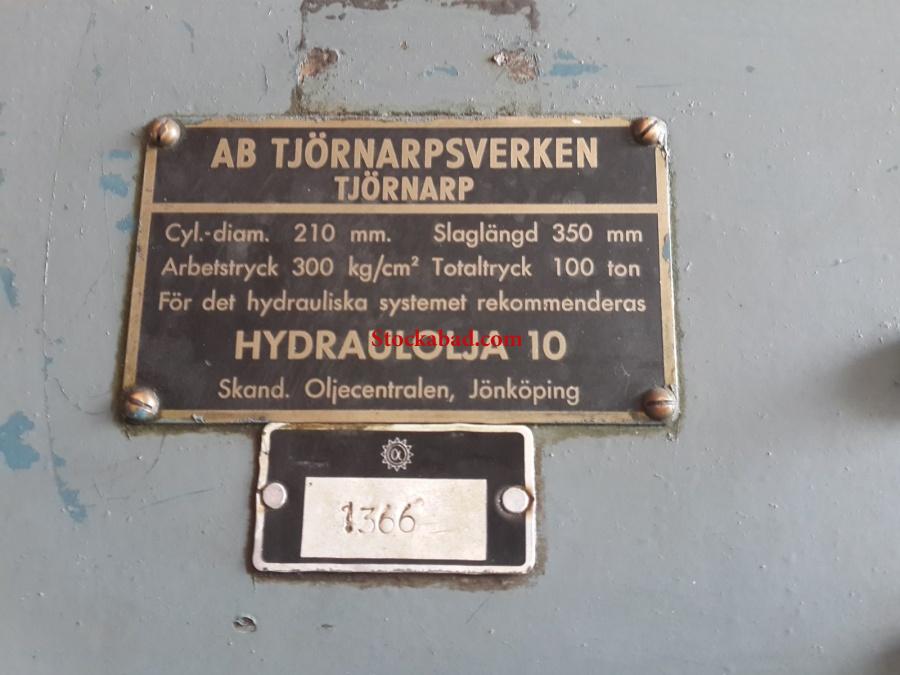 AB TJÖRNARPSVERKEN
TJÖRNARP
Cyl.-diam. 210 mm. Slaglängd 350 mm
Arbetstryck 300 kg/cm² Totaltryck 100 ton
För det hydrauliska systemet rekommenderas
Stockabad.com
HYDRAULOLJA 10
Skand. Oljecentralen, Jönköping
α
1366